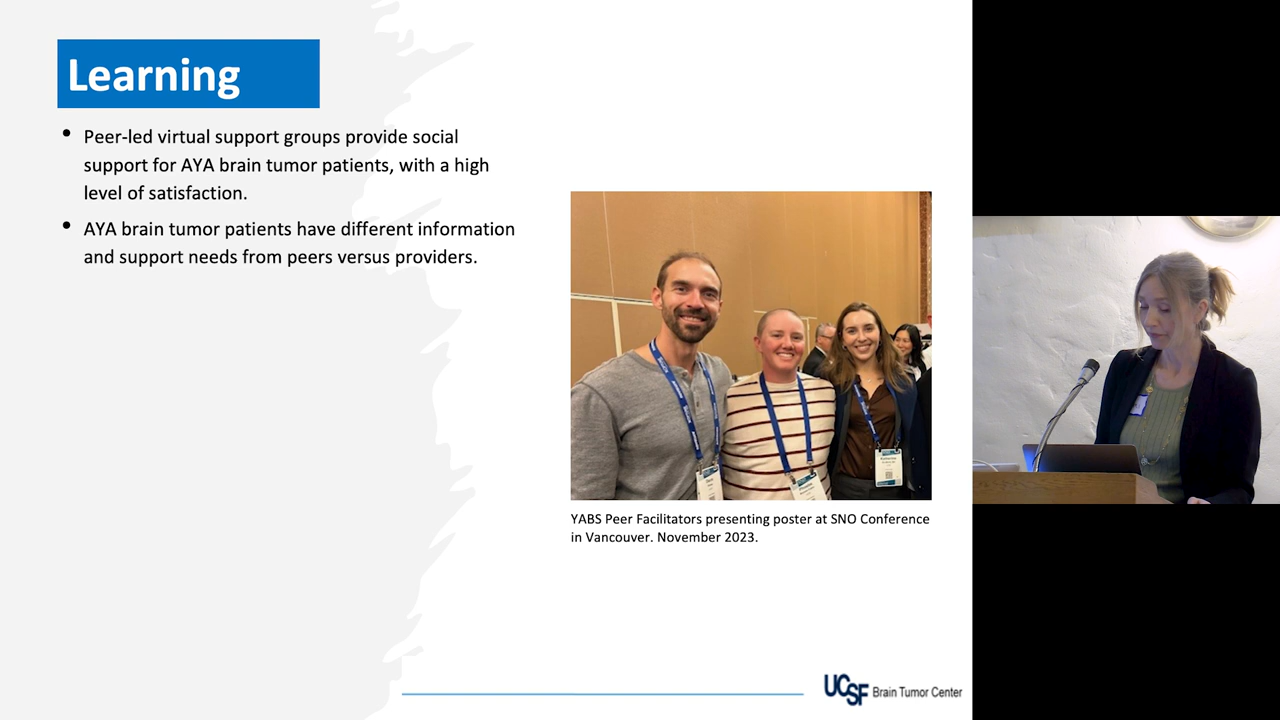 Learning
• Peer-led virtual support groups provide social
support for AYA brain tumor patients, with a high
level of satisfaction.
• AYA brain tumor patients have different information
and support needs from peers versus providers.
YABS Peer Facilitators presenting poster at SNO Conference
in Vancouver. November 2023.
UCSF Brain Tumor Center